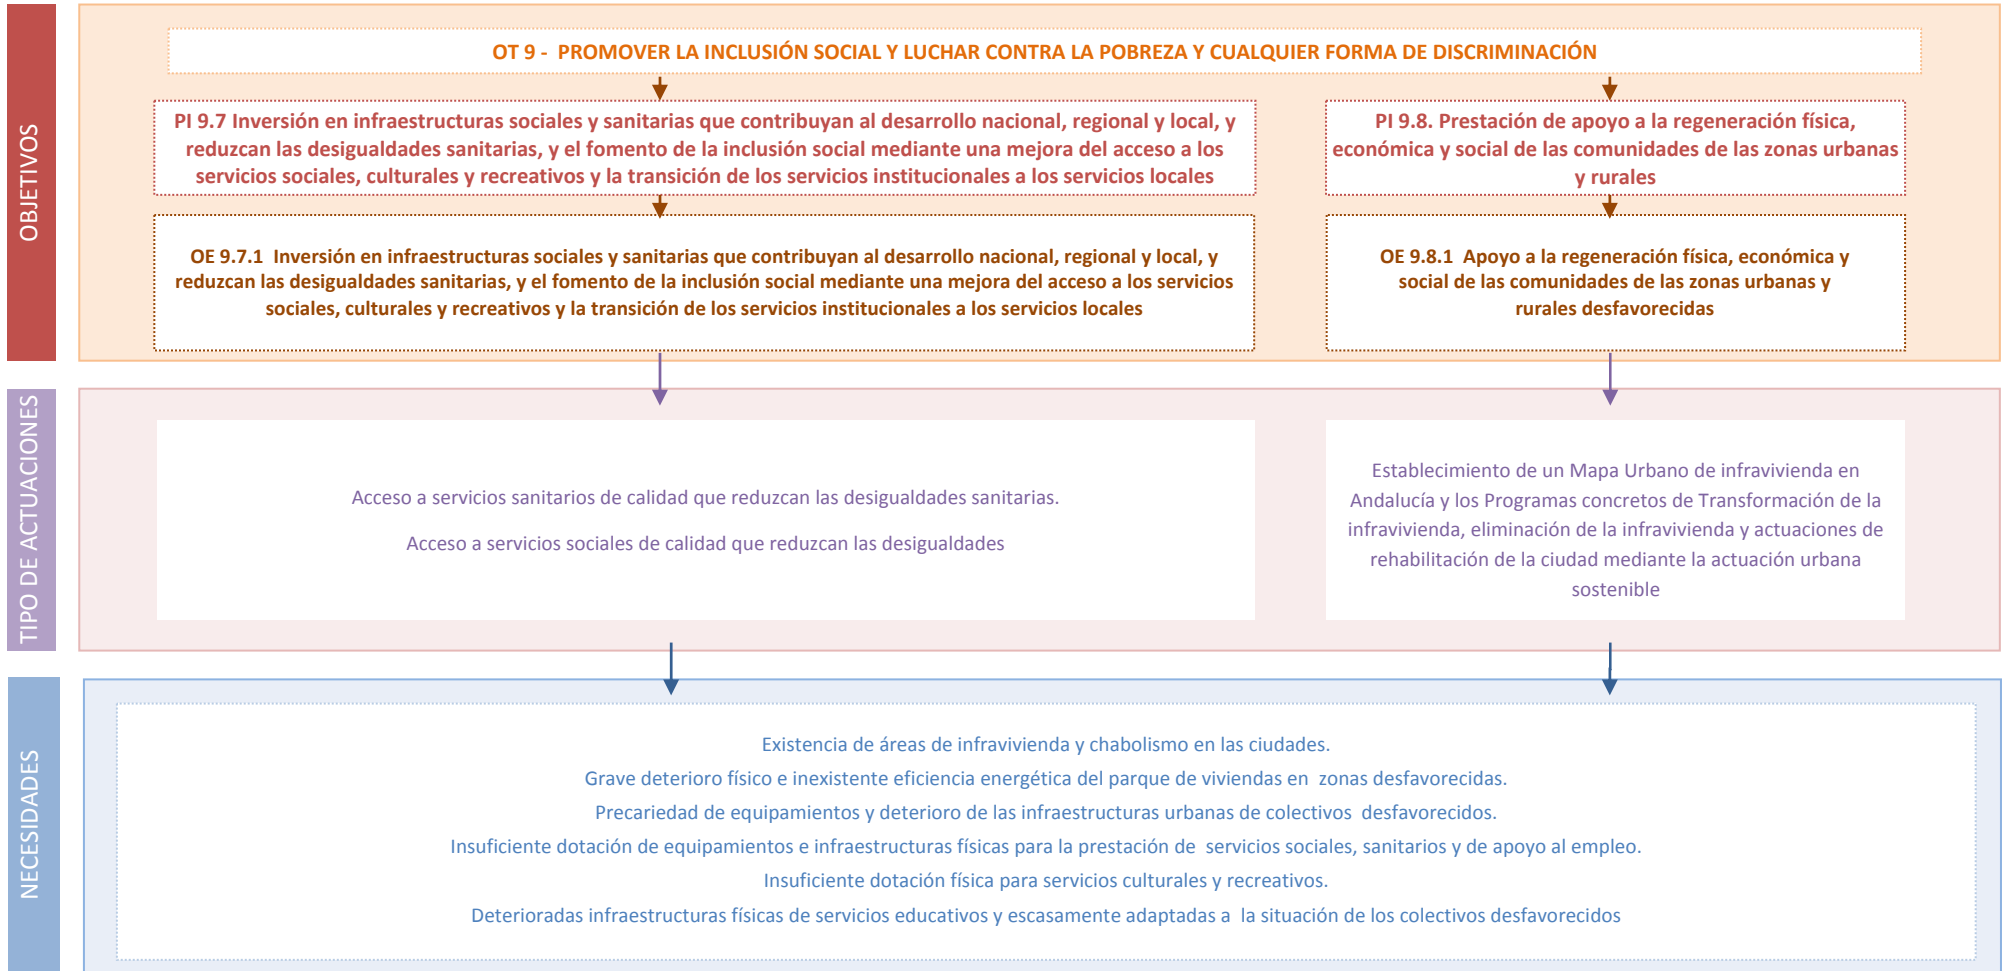 OBJETIVOS
OT 9 - PROMOVER LA INCLUSIÓN SOCIAL Y LUCHAR CONTRA LA POBREZA Y CUALQUIER FORMA DE DISCRIMINACIÓN
PI 9.7 Inversión en infraestructuras sociales y sanitarias que contribuyan al desarrollo nacional, regional y local, y
reduzcan las desigualdades sanitarias, y el fomento de la inclusión social mediante una mejora del acceso a los
servicios sociales, culturales y recreativos y la transición de los servicios institucionales a los servicios locales
PI 9.8. Prestación de apoyo a la regeneración física,
económica y social de las comunidades de las zonas urbanas
y rurales
OE 9.7.1 Inversión en infraestructuras sociales y sanitarias que contribuyan al desarrollo nacional, regional y local, y
reduzcan las desigualdades sanitarias, y el fomento de la inclusión social mediante una mejora del acceso a los servicios
sociales, culturales y recreativos y la transición de los servicios institucionales a los servicios locales
OE 9.8.1 Apoyo a la regeneración física, económica y
social de las comunidades de las zonas urbanas y
rurales desfavorecidas
TIPO DE ACTUACIONES
Acceso a servicios sanitarios de calidad que reduzcan las desigualdades sanitarias.
Acceso a servicios sociales de calidad que reduzcan las desigualdades
Establecimiento de un Mapa Urbano de infravivienda en
Andalucía y los Programas concretos de Transformación de la
infravivienda, eliminación de la infravivienda y actuaciones de
rehabilitación de la ciudad mediante la actuación urbana
sostenible
NECESIDADES
Existencia de áreas de infravivienda y chabolismo en las ciudades.
Grave deterioro físico e inexistente eficiencia energética del parque de viviendas en zonas desfavorecidas.
Precariedad de equipamientos y deterioro de las infraestructuras urbanas de colectivos desfavorecidos.
Insuficiente dotación de equipamientos e infraestructuras físicas para la prestación de servicios sociales, sanitarios y de apoyo al empleo.
Insuficiente dotación física para servicios culturales y recreativos.
Deterioradas infraestructuras físicas de servicios educativos y escasamente adaptadas a la situación de los colectivos desfavorecidos